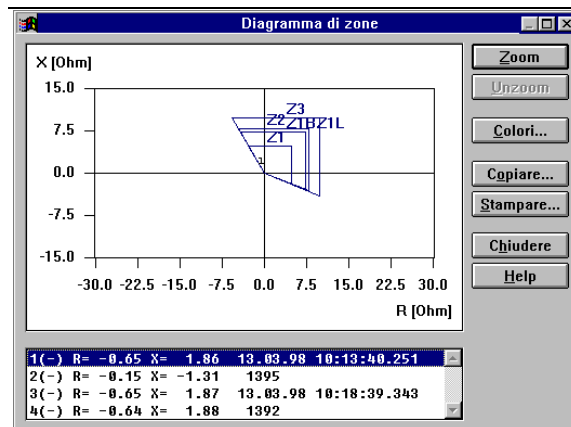 Diagramma di zone
X [Ohm]
15.0
7.5
0.0
-7.5
-15.0
Z3
Z2 Z1B Z1L
Z1
1
-30.0 -22.5 -15.0 -7.5 0.0 7.5 15.0 22.5 30.0
R [Ohm]
Zoom
Unzoom
Colori...
Copiare...
Stampare...
Chiudere
Help
1(-) R= -0.65 X= 1.86 13.03.98 10:13:40.251
2(-) R= -0.15 X= -1.31 1395
3(-) R= -0.65 X= 1.87 13.03.98 10:18:39.343
4(-) R= -0.64 X= 1.88 1392